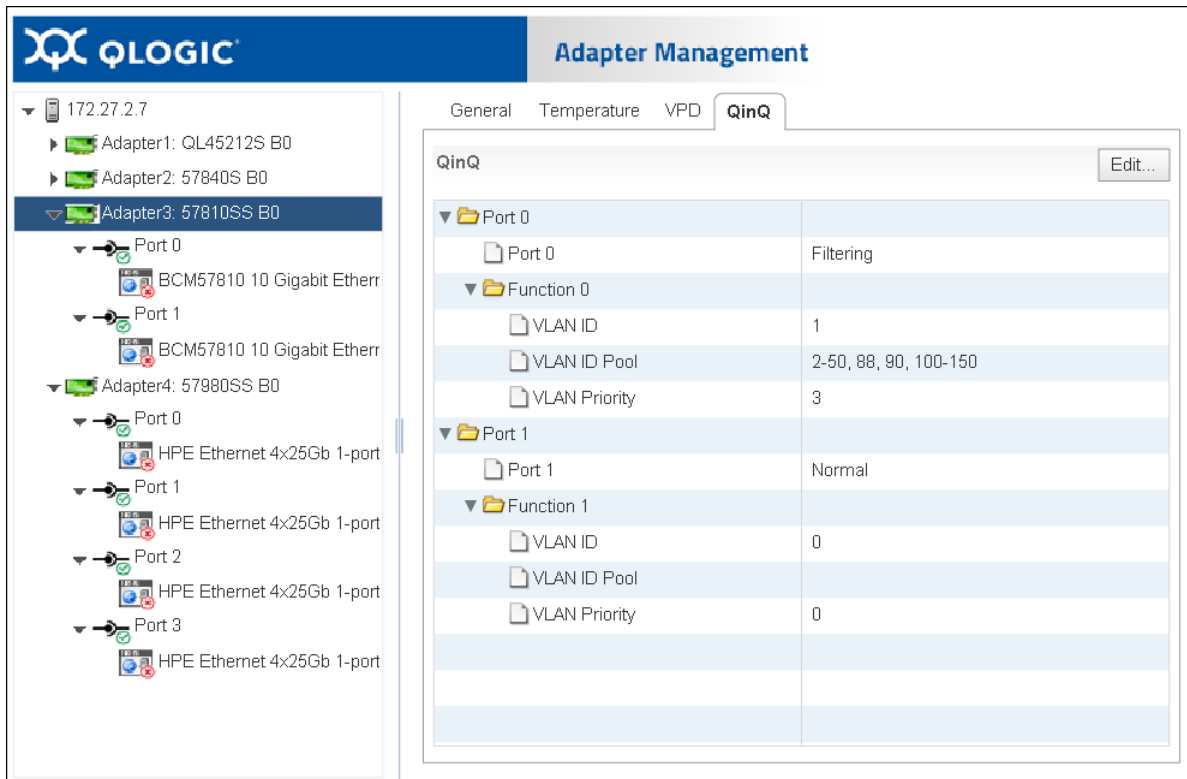 QLOGIC
Adapter Management
172.27.2.7
Adapter1: QL45212S B0
Adapter2: 57840S B0
Adapter3: 57810SS B0
Port 0
BCM57810 10 Gigabit Etherr
Port 1
BCM57810 10 Gigabit Etherr
Adapter4: 57980SS B0
Port 0
HPE Ethernet 4x25Gb 1-port
Port 1
HPE Ethernet 4x25Gb 1-port
Port 2
HPE Ethernet 4x25Gb 1-port
Port 3
HPE Ethernet 4x25Gb 1-port
General Temperature VPD QinQ
QinQ Edit...
Port 0
Port 0 Filtering
Function 0
VLAN ID 1
VLAN ID Pool 2-50, 88, 90, 100-150
VLAN Priority 3
Port 1
Port 1 Normal
Function 1
VLAN ID 0
VLAN ID Pool
VLAN Priority 0